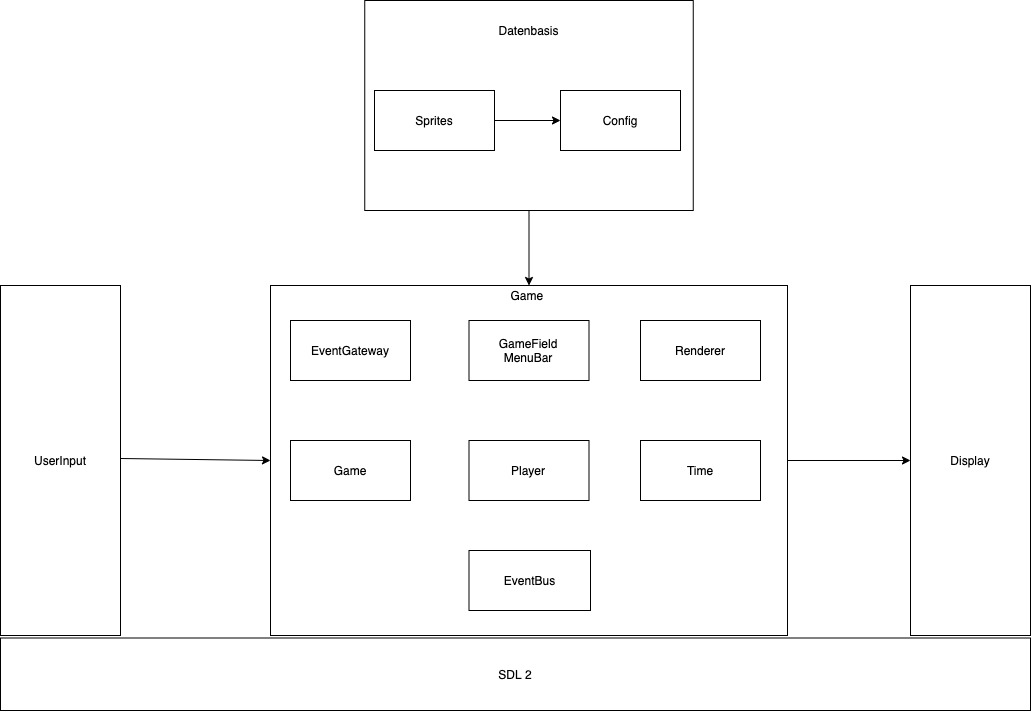 Datenbasis
Sprites
Config
Game
EventGateway
GameField
MenuBar
Renderer
UserInput
Game
Player
Time
Display
EventBus
SDL 2